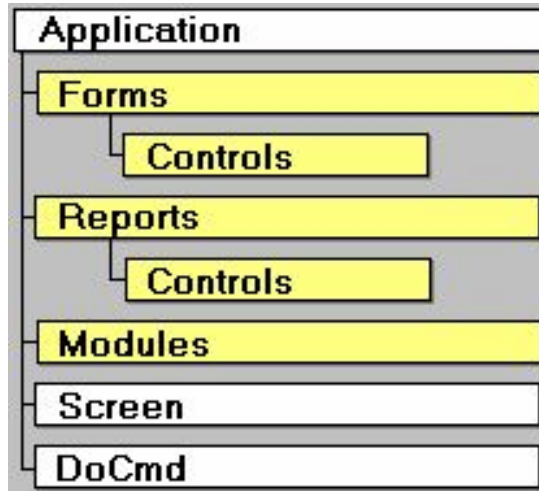 Application
Forms
Controls
Reports
Controls
Modules
Screen
DoCmd